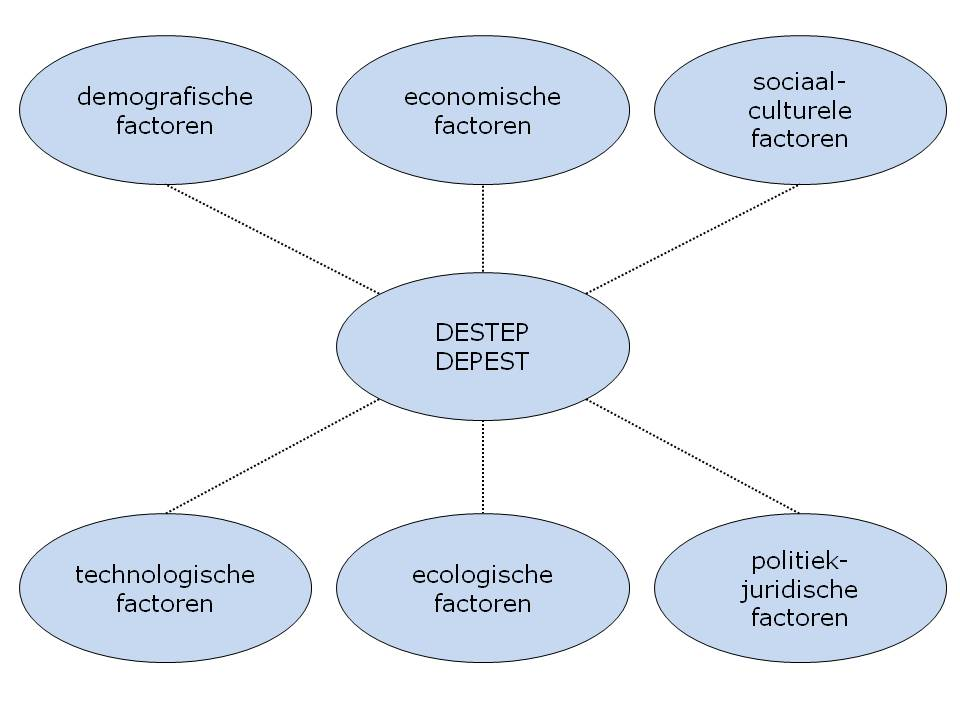 demografische
factoren
economische
factoren
sociaal-
culturele
factoren
DESTEP
DEPEST
technologische
factoren
ecologische
factoren
politiek-
juridische
factoren